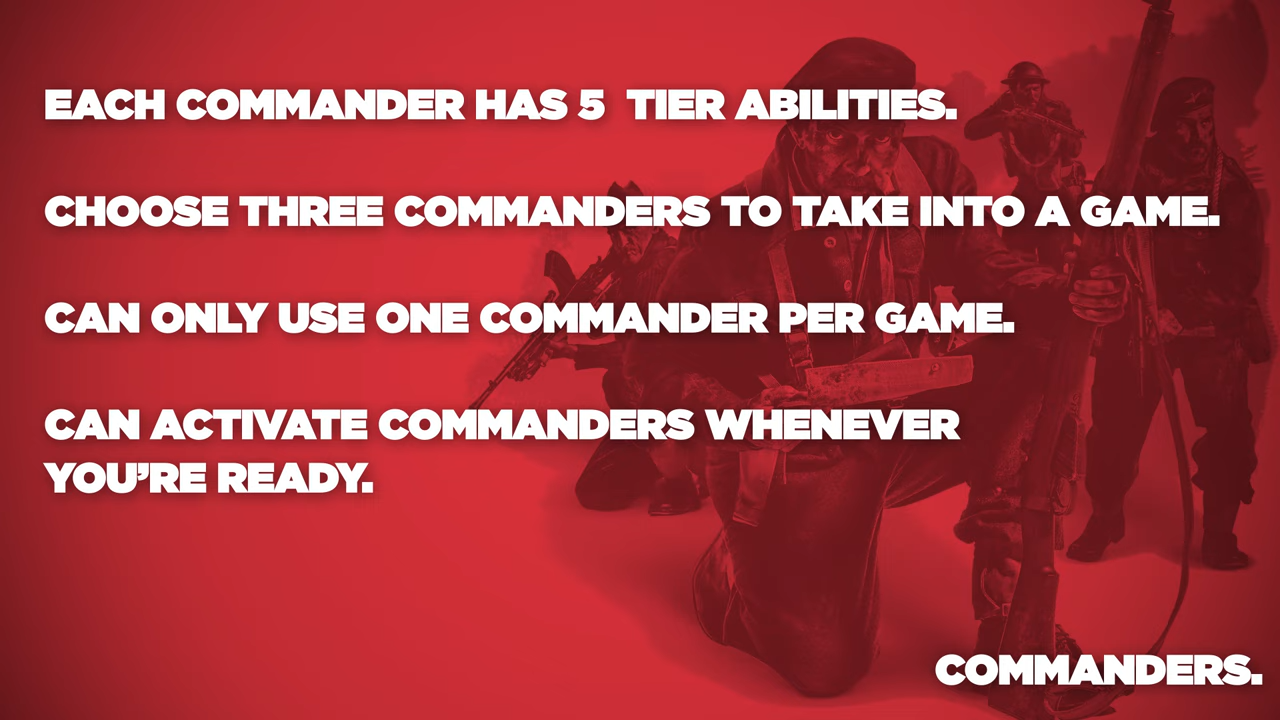 EACH COMMANDER HAS 5  TIER ABILITIES.
CHOOSE THREE COMMANDERS TO TAKE INTO A GAME.
CAN ONLY USE ONE COMMANDER PER GAME.
CAN ACTIVATE COMMANDERS WHENEVER
YOU’RE READY.
COMMANDERS.